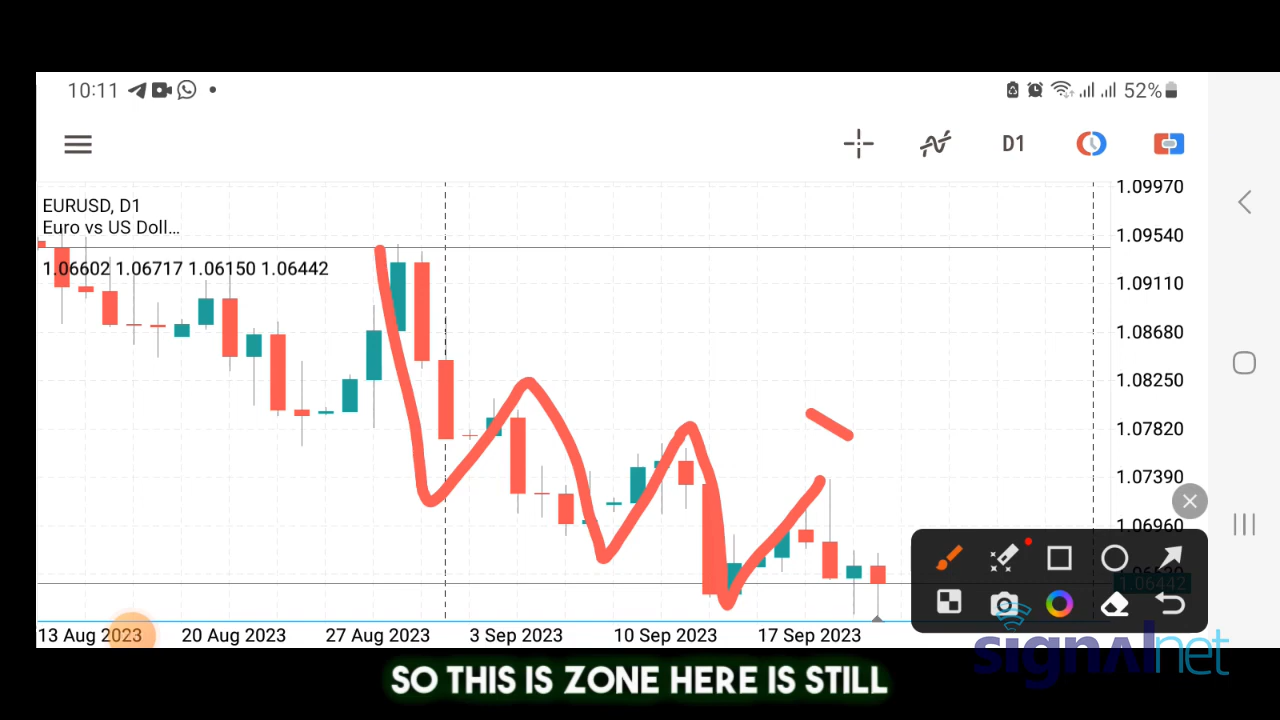 10:11
52%
D1
1.09970
EURUSD, D1
Euro vs US Doll...
1.09540
1.06602 1.06717 1.06150 1.06442
1.09110
1.08680
1.08250
1.07820
1.07390
1.06960
1.06442
13 Aug 2023
20 Aug 2023
27 Aug 2023
3 Sep 2023
10 Sep 2023
17 Sep 2023
signalnet
SO THIS IS ZONE HERE IS STILL